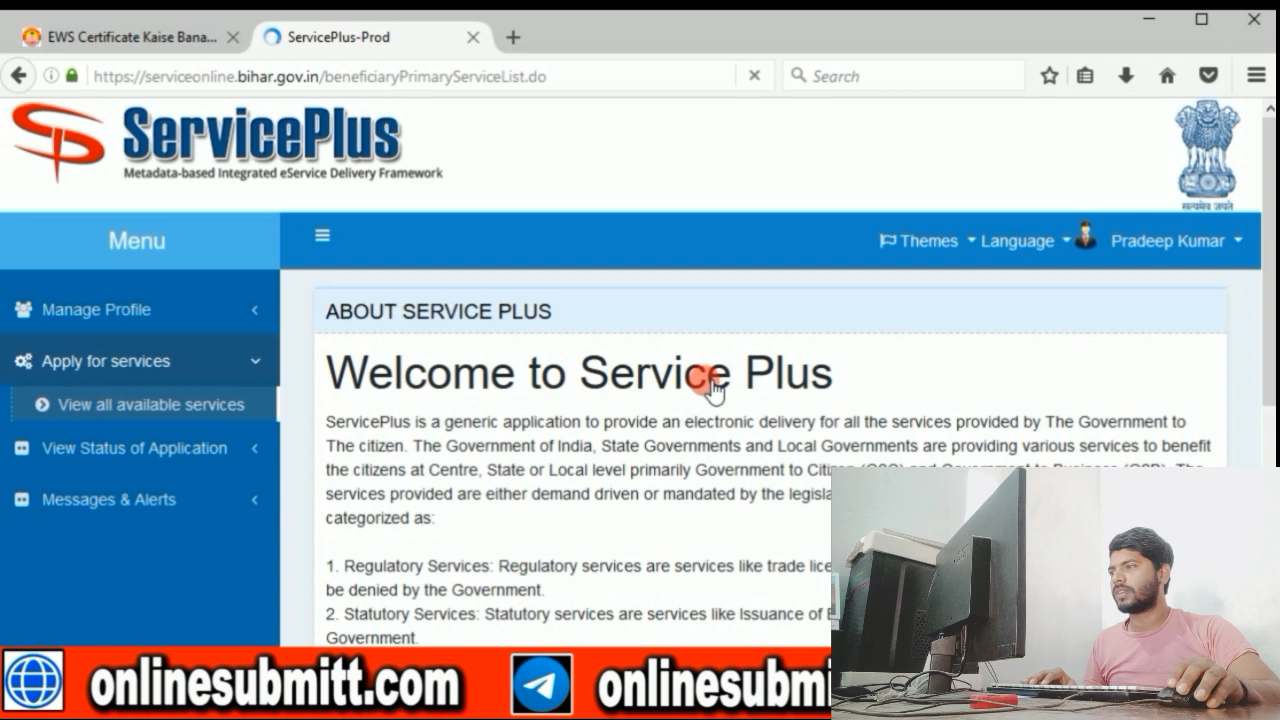 EWS Certificate Kaise Bana...
ServicePlus-Prod
https://serviceonline.bihar.gov.in/beneficiaryPrimaryServiceList.do
Search
ServicePlus
Metadata-based Integrated eService Delivery Framework
सत्यमेव जयते
Menu
Themes Language Pradeep Kumar
Manage Profile
Apply for services
View all available services
View Status of Application
Messages & Alerts
ABOUT SERVICE PLUS
Welcome to Service Plus
ServicePlus is a generic application to provide an electronic delivery for all the services provided by The Government to
The citizen. The Government of India, State Governments and Local Governments are providing various services to benefit
the citizens at Centre, State or Local level primarily Government to
services provided are either demand driven or mandated by the
categorized as:
1. Regulatory Services: Regulatory services are services like trade
be denied by the Government.
2. Statutory Services: Statutory services are services like Issuance of
Government.
onlinesubmitt.com
onlinesubmi